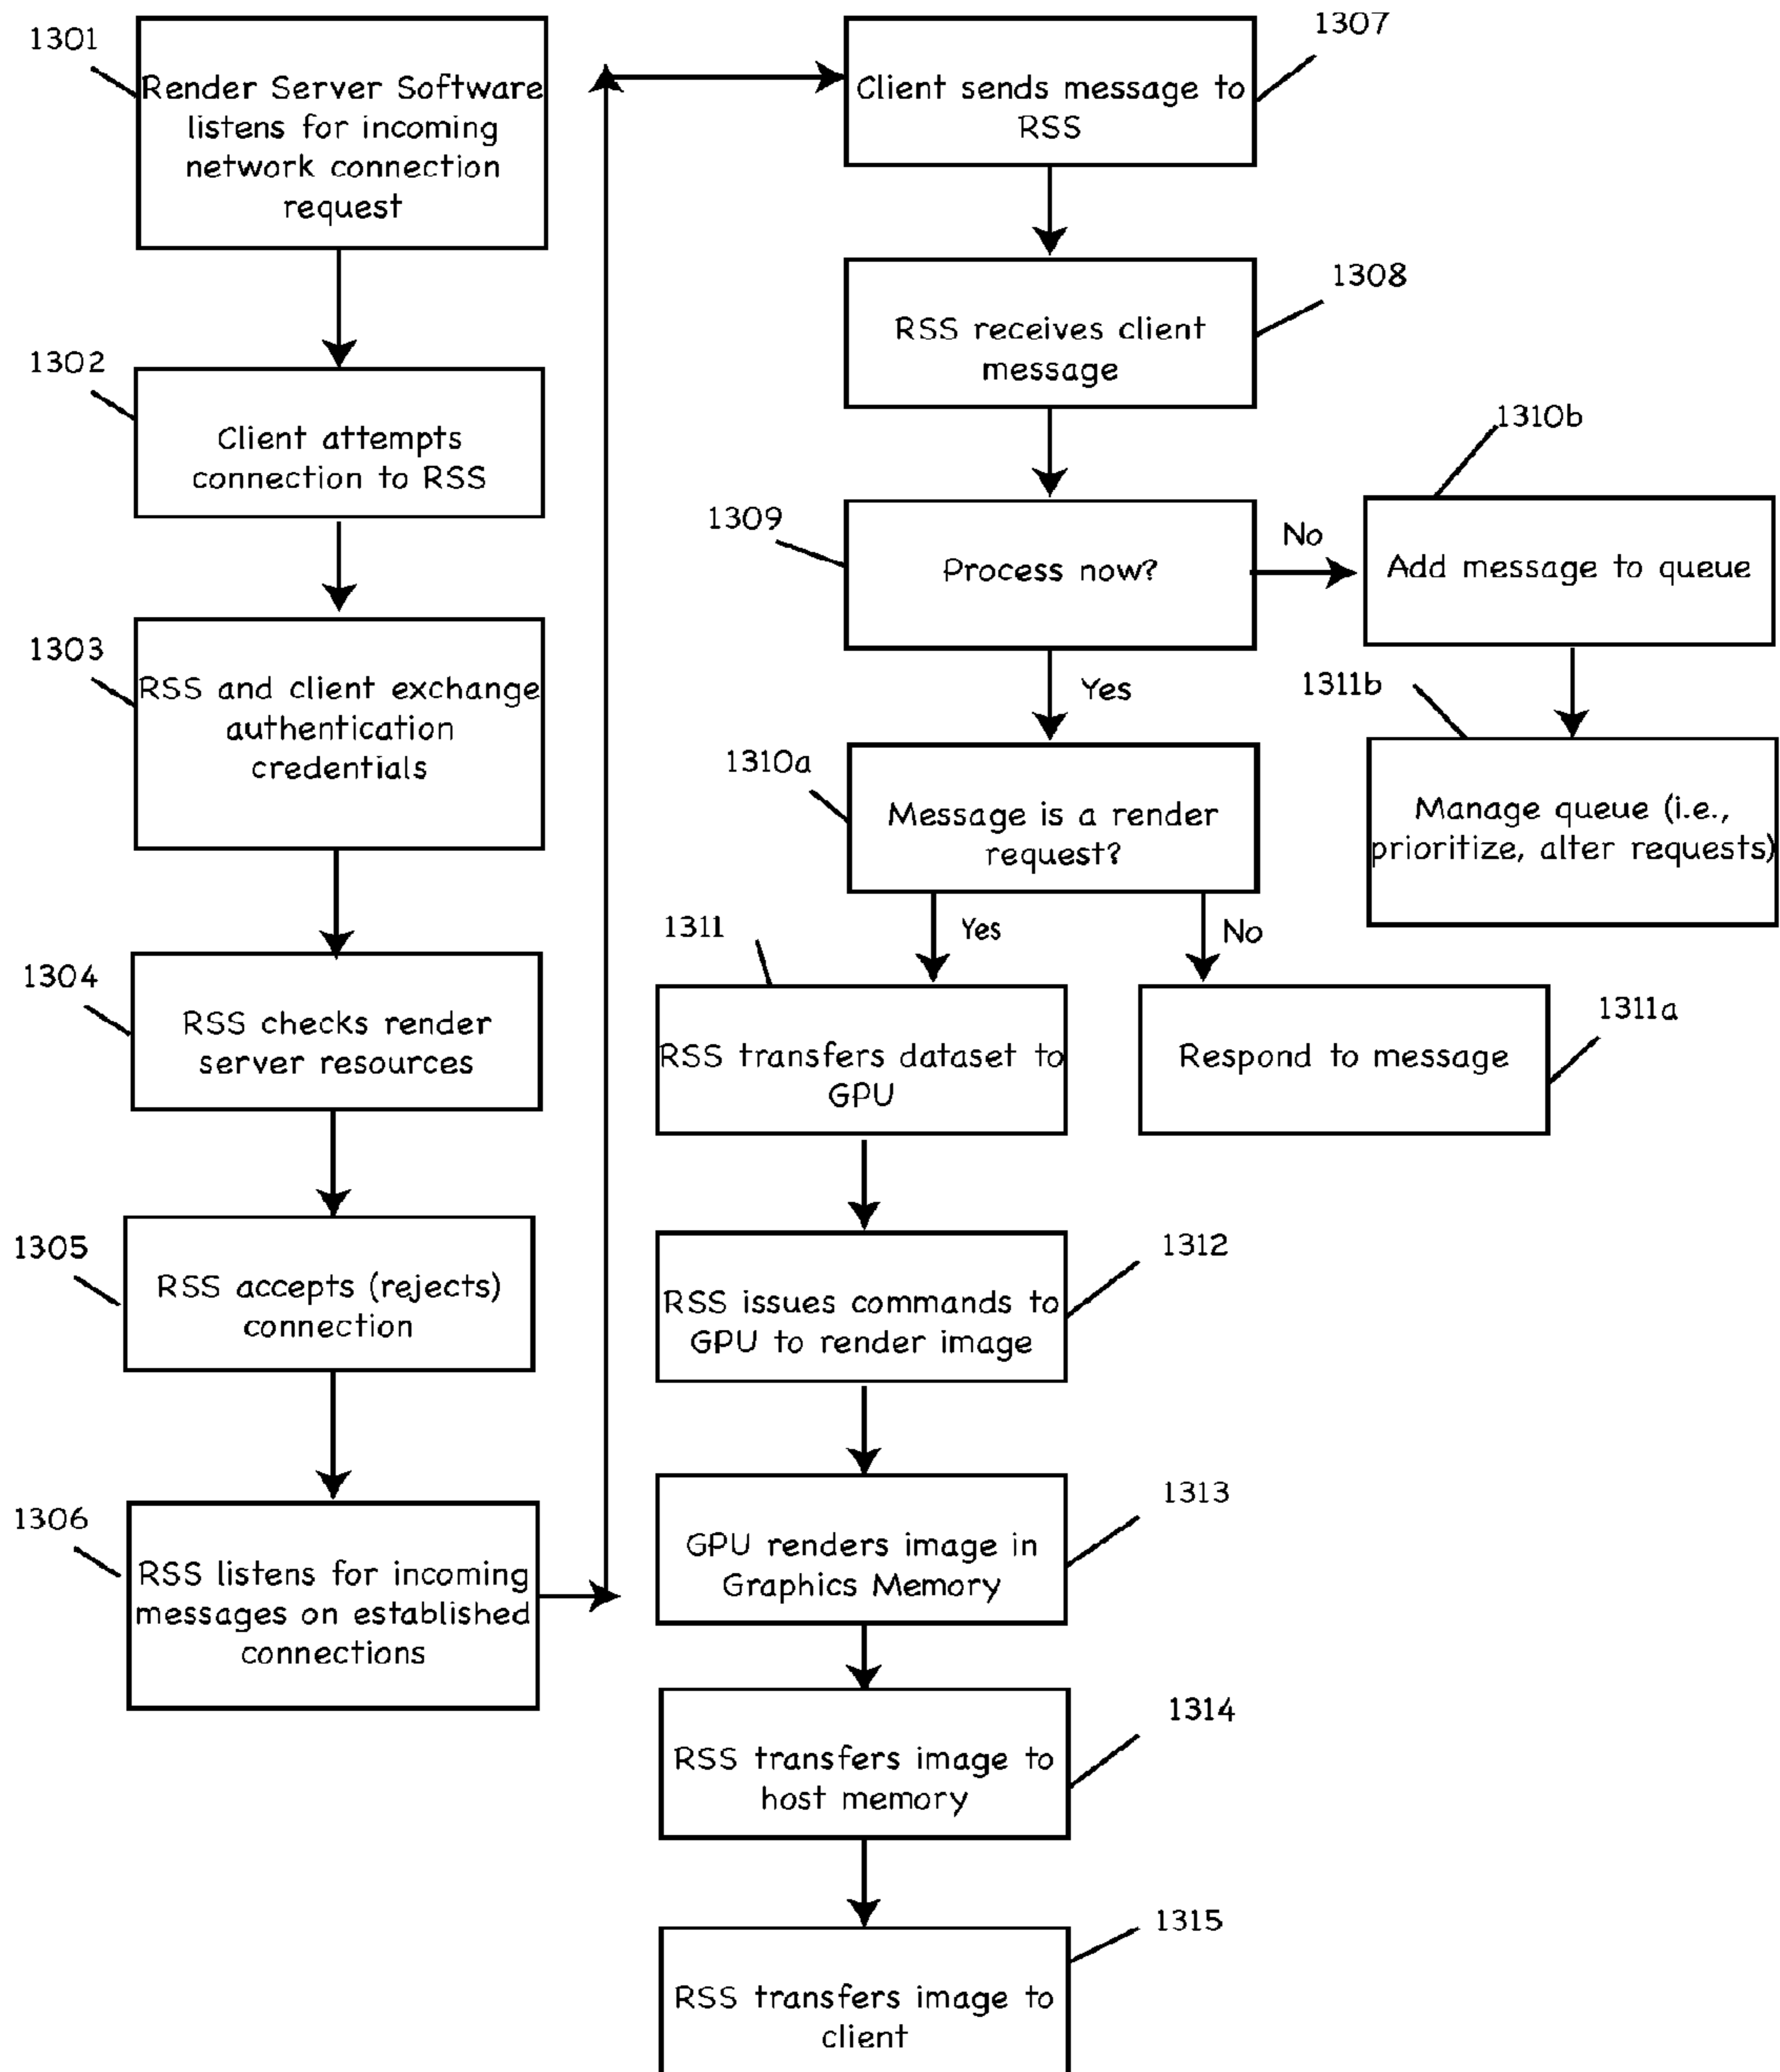 1301
Render Server Software
listens for incoming
network connection
request
1302
Client attempts
connection to RSS
1303
RSS and client exchange
authentication
credentials
1304
RSS checks render
server resources
1305
RSS accepts (rejects)
connection
1306
RSS listens for incoming
messages on established
connections
1307
Client sends message to
RSS
1308
RSS receives client
message
1309
Process now?
No
1310b
Add message to queue
1311b
Manage queue (i.e.,
prioritize, alter requests)
Yes
1310a
Message is a render
request?
Yes
No
1311
RSS transfers dataset to
GPU
1311a
Respond to message
1312
RSS issues commands to
GPU to render image
1313
GPU renders image in
Graphics Memory
1314
RSS transfers image to
host memory
1315
RSS transfers image to
client